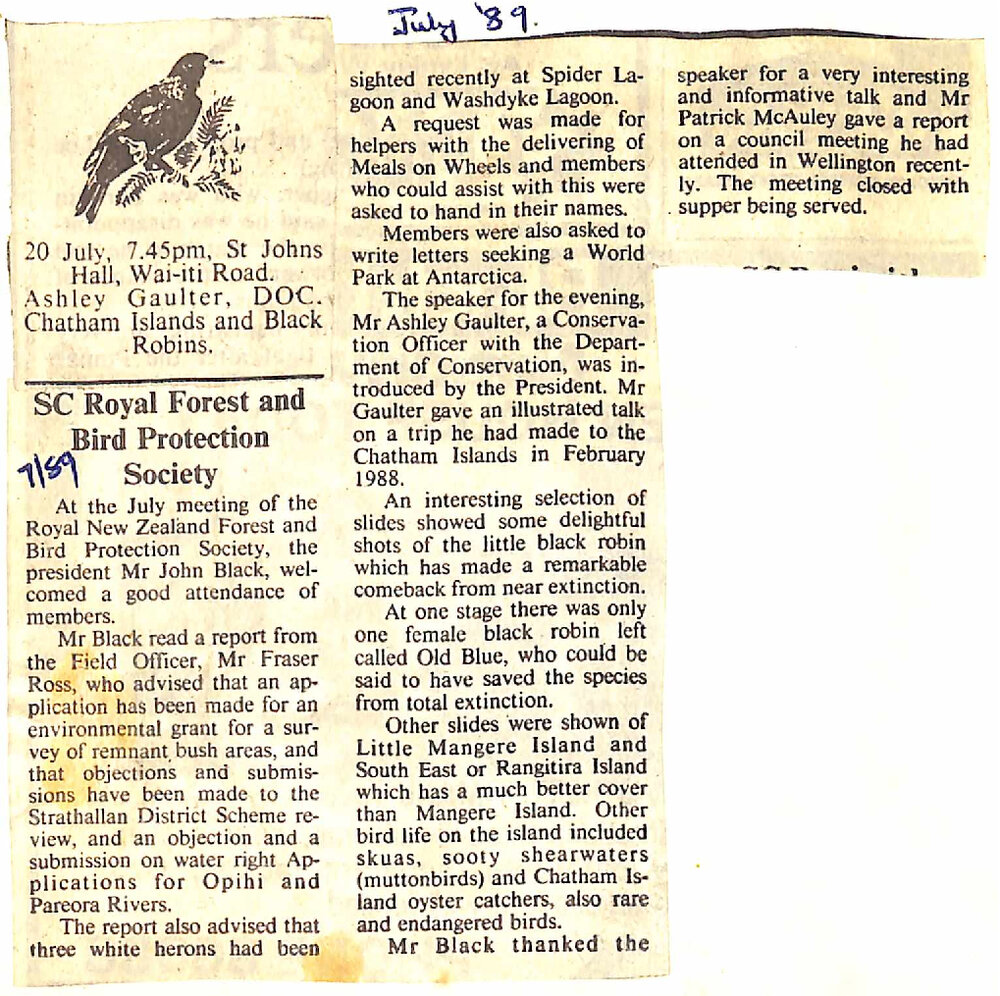 July '89.
20 July, 7.45pm, St Johns
Hall, Wai-iti Road.
Ashley Gaulter, DOC.
Chatham Islands and Black
Robins.
SC Royal Forest and
Bird Protection
Society
7/89
At the July meeting of the
Royal New Zealand Forest and
Bird Protection Society, the
president Mr John Black, wel-
comed a good attendance of
members.
Mr Black read a report from
the Field Officer, Mr Fraser
Ross, who advised that an ap-
plication has been made for an
environmental grant for a sur-
vey of remnant bush areas, and
that objections and submis-
sions have been made to the
Strathallan District Scheme re-
view, and an objection and a
submission on water right Ap-
plications for Opihi and
Pareora Rivers.
The report also advised that
three white herons had been
sighted recently at Spider La-
goon and Washdyke Lagoon.
A request was made for
helpers with the delivering of
Meals on Wheels and members
who could assist with this were
asked to hand in their names.
Members were also asked to
write letters seeking a World
Park at Antarctica.
The speaker for the evening,
Mr Ashley Gaulter, a Conserva-
tion Officer with the Depart-
ment of Conservation, was in-
troduced by the President. Mr
Gaulter gave an illustrated talk
on a trip he had made to the
Chatham Islands in February
1988.
An interesting selection of
slides showed some delightful
shots of the little black robin
which has made a remarkable
comeback from near extinction.
At one stage there was only
one female black robin left
called Old Blue, who could be
said to have saved the species
from total extinction.
Other slides were shown of
Little Mangere Island and
South East or Rangitira Island
which has a much better cover
than Mangere Island. Other
bird life on the island included
skuas, sooty shearwaters
(muttonbirds) and Chatham Is-
land oyster catchers, also rare
and endangered birds.
Mr Black thanked the
speaker for a very interesting
and informative talk and Mr
Patrick McAuley gave a report
on a council meeting he had
attended in Wellington recent-
ly. The meeting closed with
supper being served.